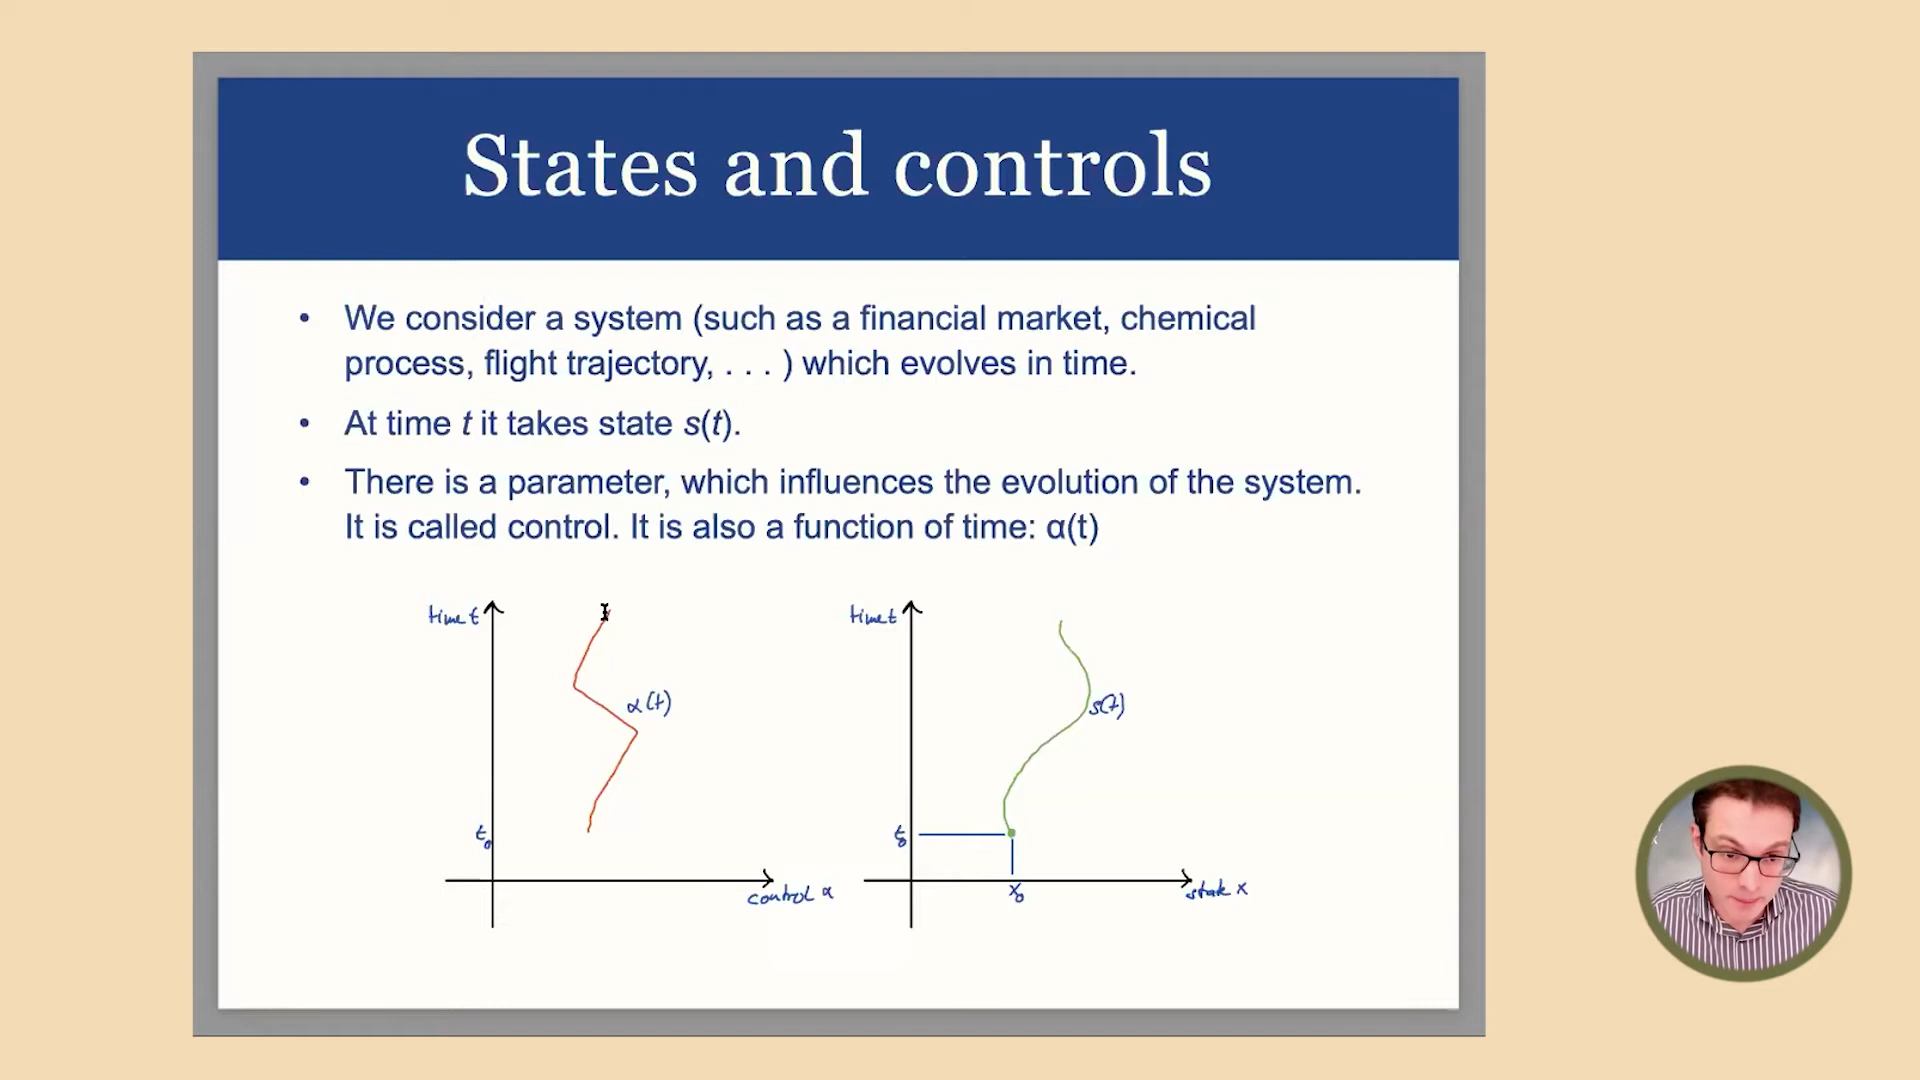 States and controls
• We consider a system (such as a financial market, chemical
process, flight trajectory, . . . ) which evolves in time.
• At time t it takes state s(t).
• There is a parameter, which influences the evolution of the system.
It is called control. It is also a function of time: α(t)
time t
α(t)
t₀
control α
time t
s(t)
t₀
x₀
state x